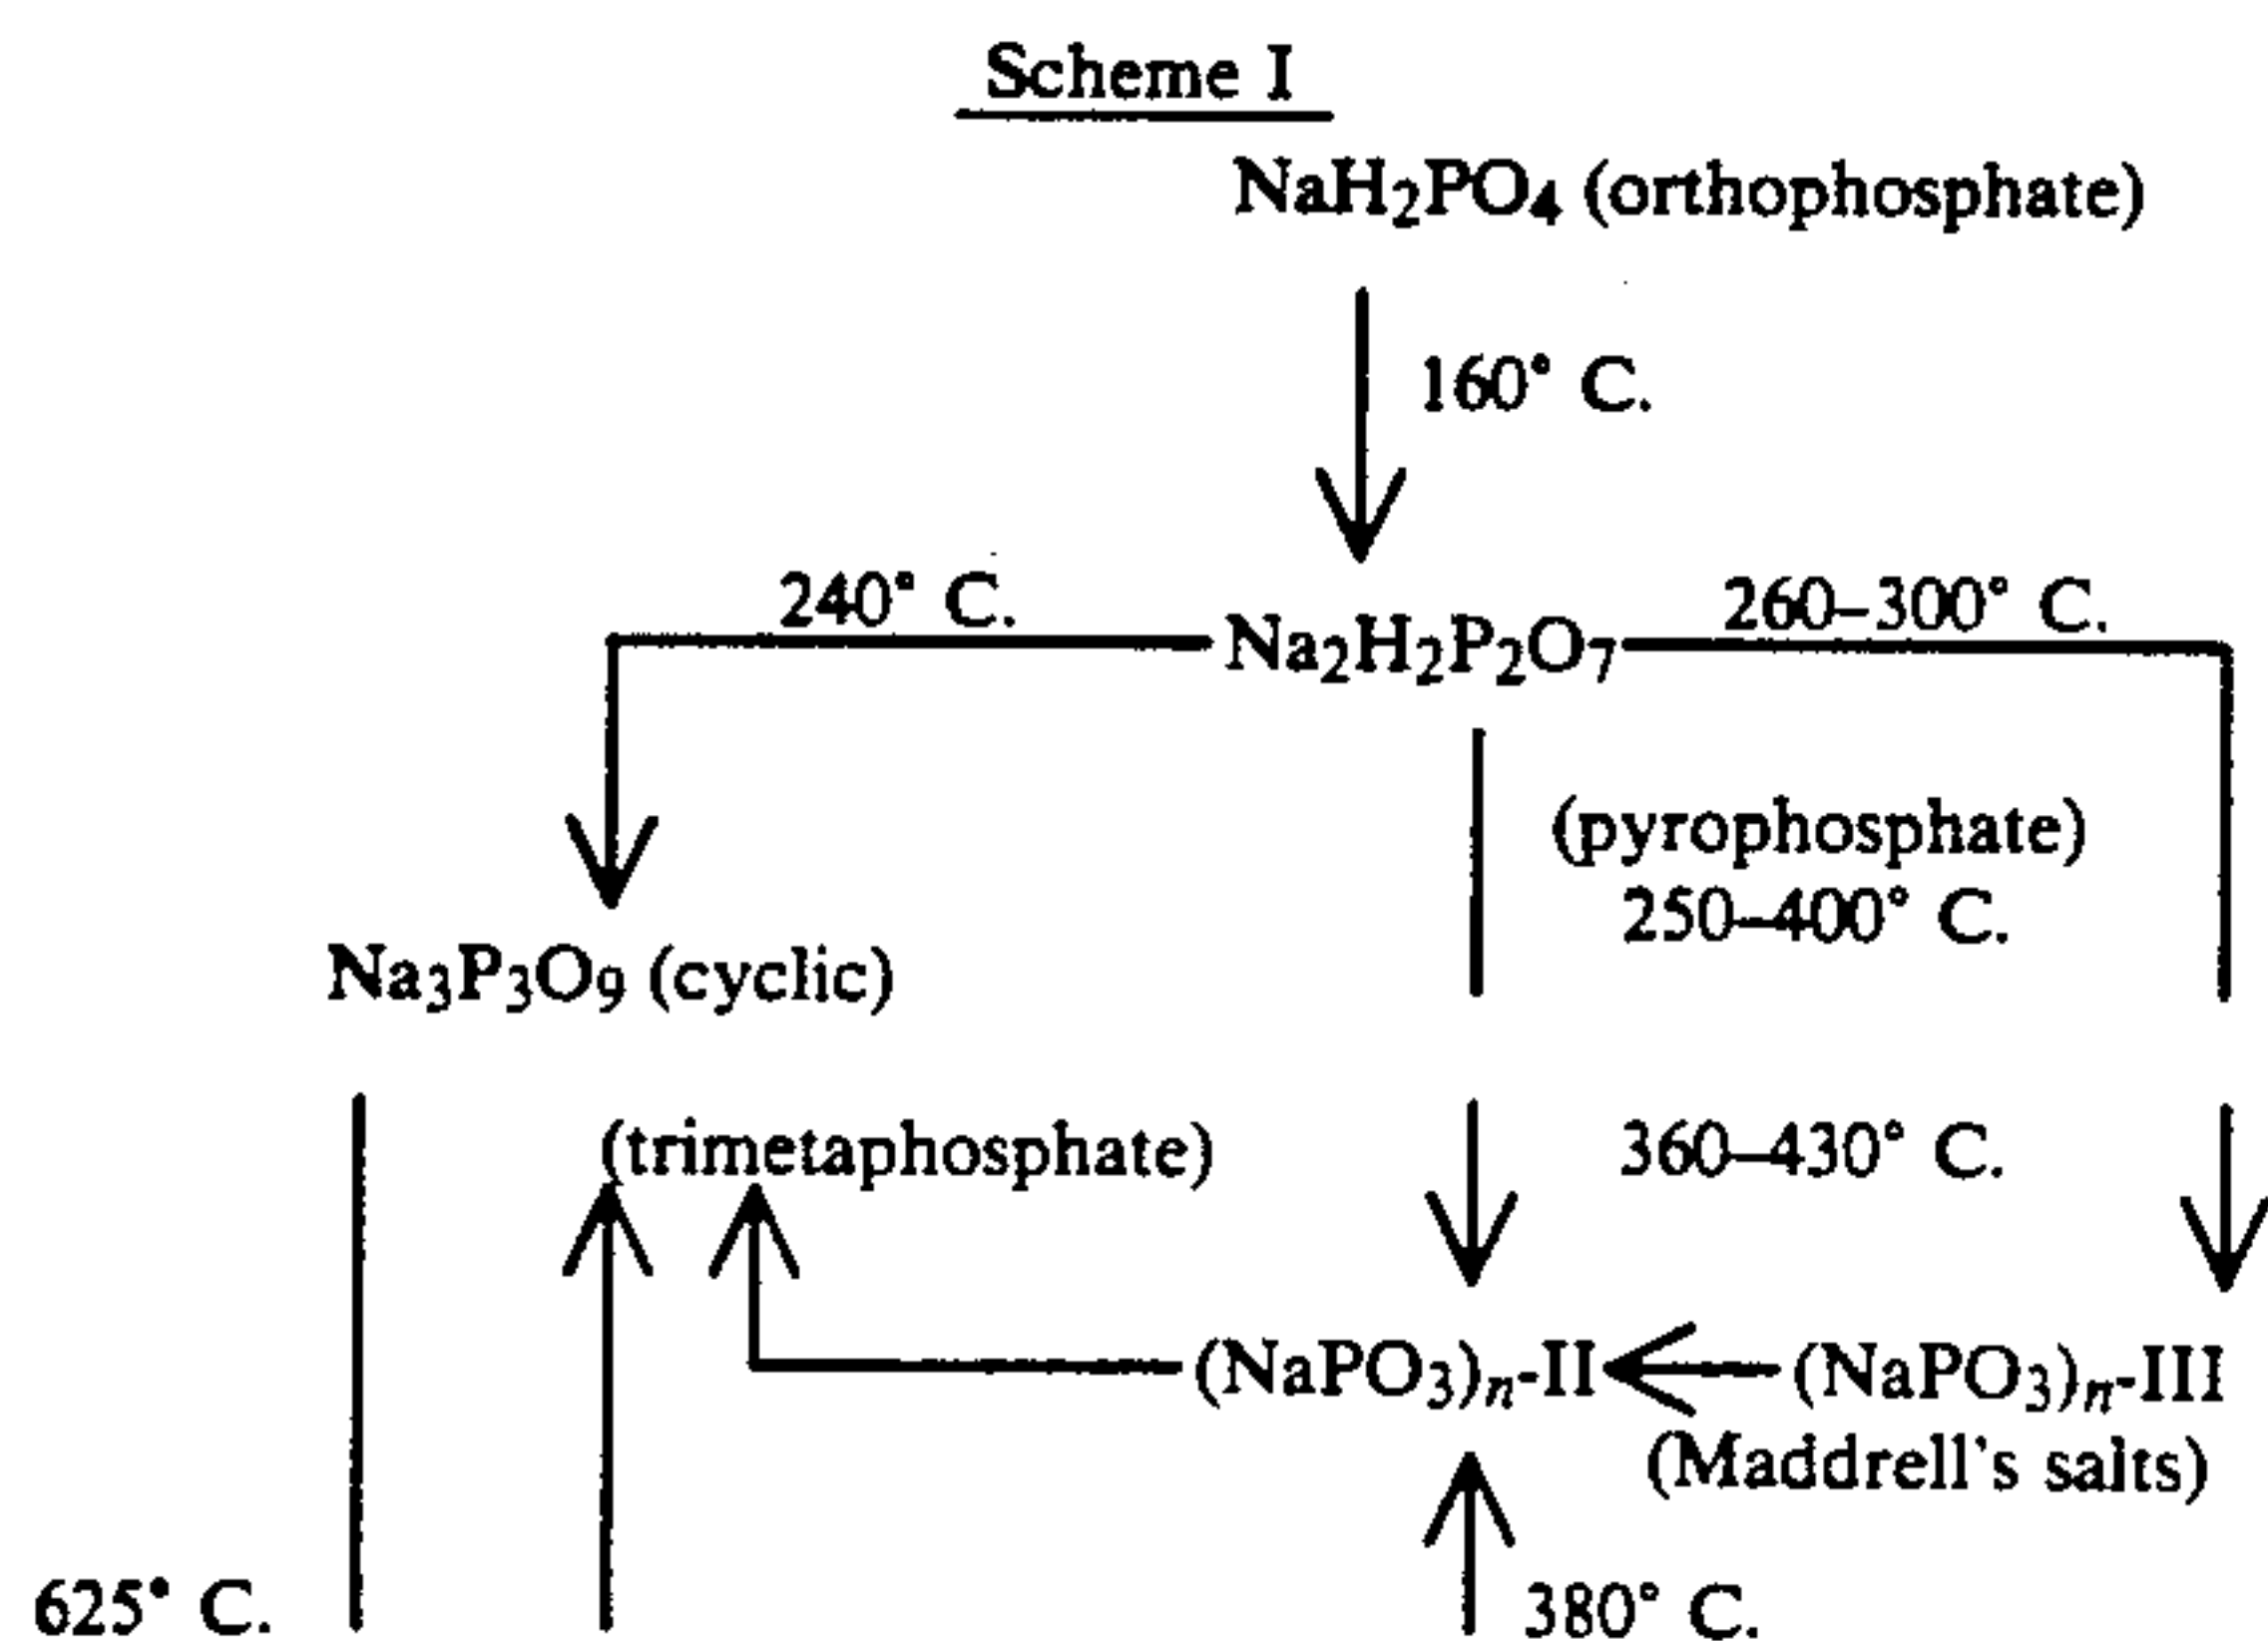 Scheme I
NaH₂PO₄ (orthophosphate)
160° C.
240° C.
Na₂H₂P₂O₇
260–300° C.
(pyrophosphate)
250–400° C.
Na₃P₃O₉ (cyclic)
(trimetaphosphate)
360–430° C.
(NaPO₃)ₙ-II
(NaPO₃)ₙ-III
(Maddrell's salts)
625° C.
380° C.